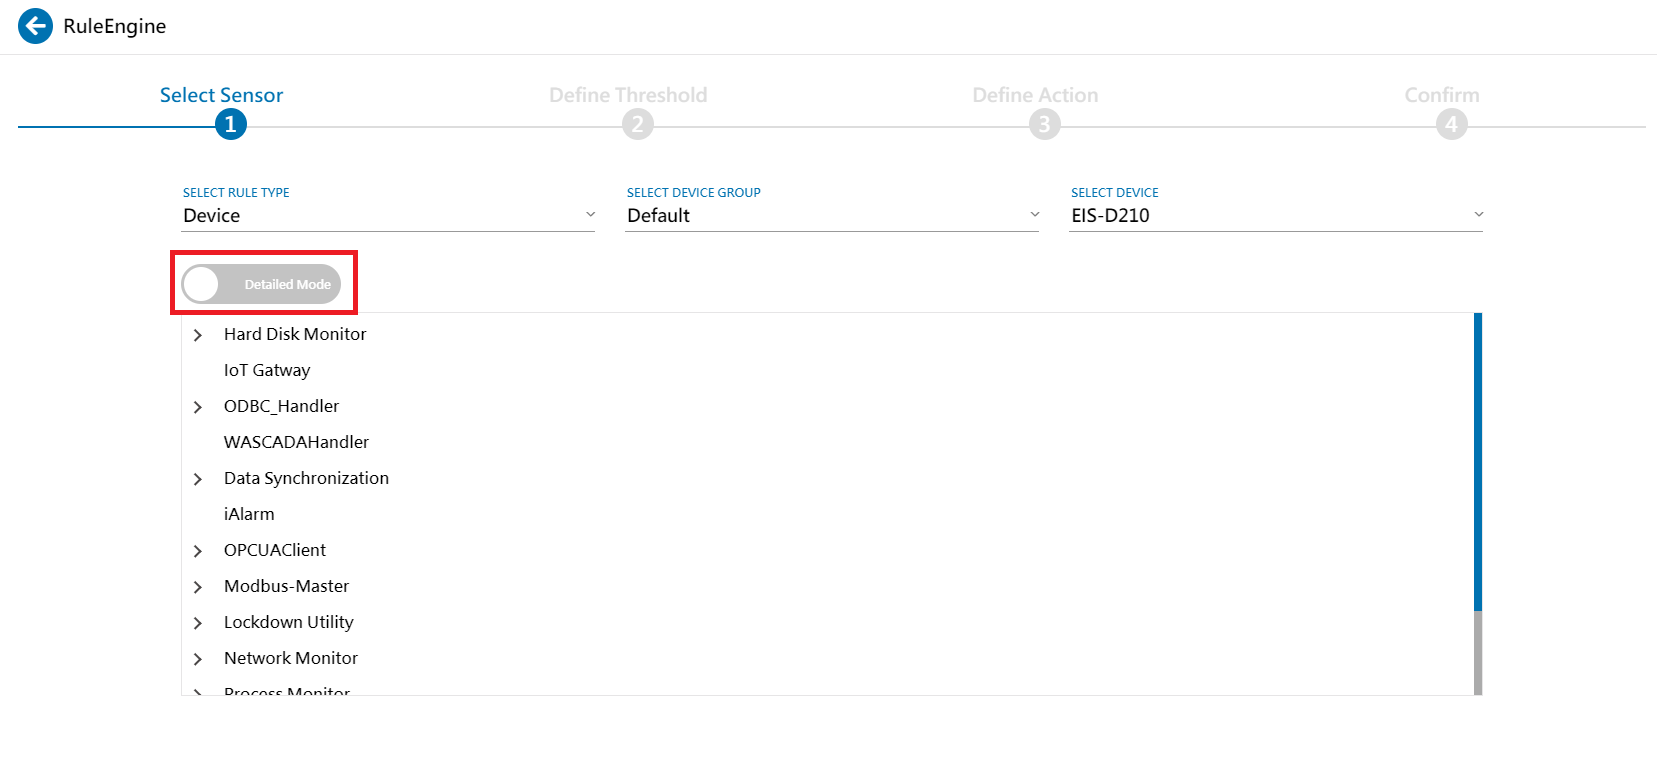 RuleEngine
Select Sensor Define Threshold Define Action Confirm
1 2 3 4
SELECT RULE TYPE SELECT DEVICE GROUP SELECT DEVICE
Device Default EIS-D210
Detailed Mode
Hard Disk Monitor
IoT Gatway
ODBC_Handler
WASCADAHandler
Data Synchronization
iAlarm
OPCUAClient
Modbus-Master
Lockdown Utility
Network Monitor
Process Monitor